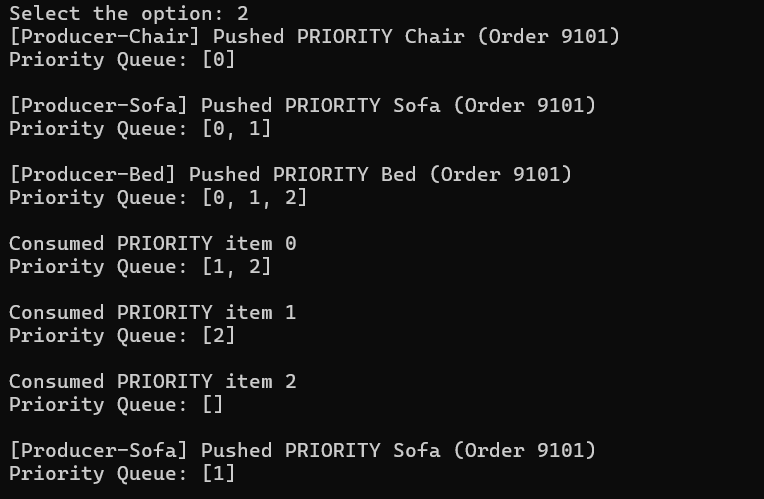 Select the option: 2
[Producer-Chair] Pushed PRIORITY Chair (Order 9101)
Priority Queue: [0]
[Producer-Sofa] Pushed PRIORITY Sofa (Order 9101)
Priority Queue: [0, 1]
[Producer-Bed] Pushed PRIORITY Bed (Order 9101)
Priority Queue: [0, 1, 2]
Consumed PRIORITY item 0
Priority Queue: [1, 2]
Consumed PRIORITY item 1
Priority Queue: [2]
Consumed PRIORITY item 2
Priority Queue: []
[Producer-Sofa] Pushed PRIORITY Sofa (Order 9101)
Priority Queue: [1]